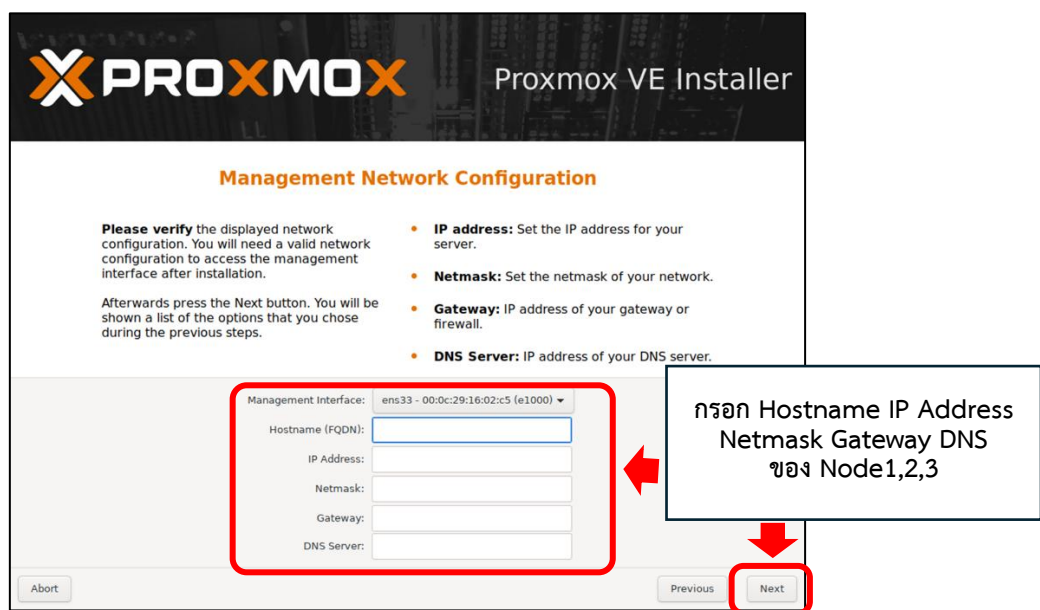 PROXMOX
Proxmox VE Installer
Management Network Configuration
Please verify the displayed network
configuration. You will need a valid network
configuration to access the management
interface after installation.
Afterwards press the Next button. You will be
shown a list of the options that you chose
during the previous steps.
• IP address: Set the IP address for your
server.
• Netmask: Set the netmask of your network.
• Gateway: IP address of your gateway or
firewall.
• DNS Server: IP address of your DNS server.
Management Interface: ens33 - 00:0c:29:16:02:c5 (e1000)
Hostname (FQDN):
IP Address:
Netmask:
Gateway:
DNS Server:
กรอก Hostname IP Address
Netmask Gateway DNS
ของ Node1,2,3
Abort
Previous
Next